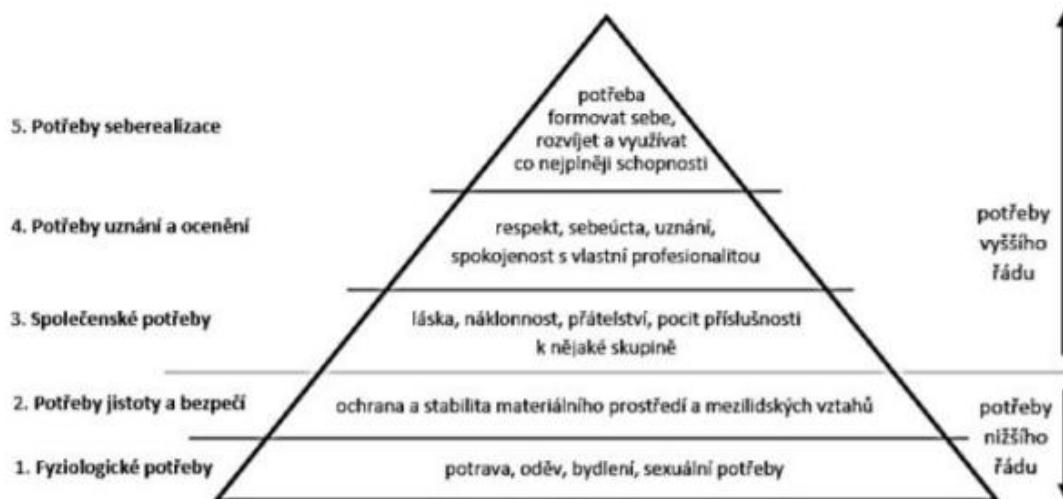 5. Potřeby seberealizace
potřeba
formovat sebe,
rozvíjet a využívat
co nejplněji schopnosti
4. Potřeby uznání a ocenění
respekt, sebeúcta, uznání,
spokojenost s vlastní profesionalitou
potřeby
vyššího
řádu
3. Společenské potřeby
láska, náklonnost, přátelství, pocit příslušnosti
k nějaké skupině
2. Potřeby jistoty a bezpečí
ochrana a stabilita materiálního prostředí a mezilidských vztahů
potřeby
nižšího
řádu
1. Fyziologické potřeby
potrava, oděv, bydlení, sexuální potřeby